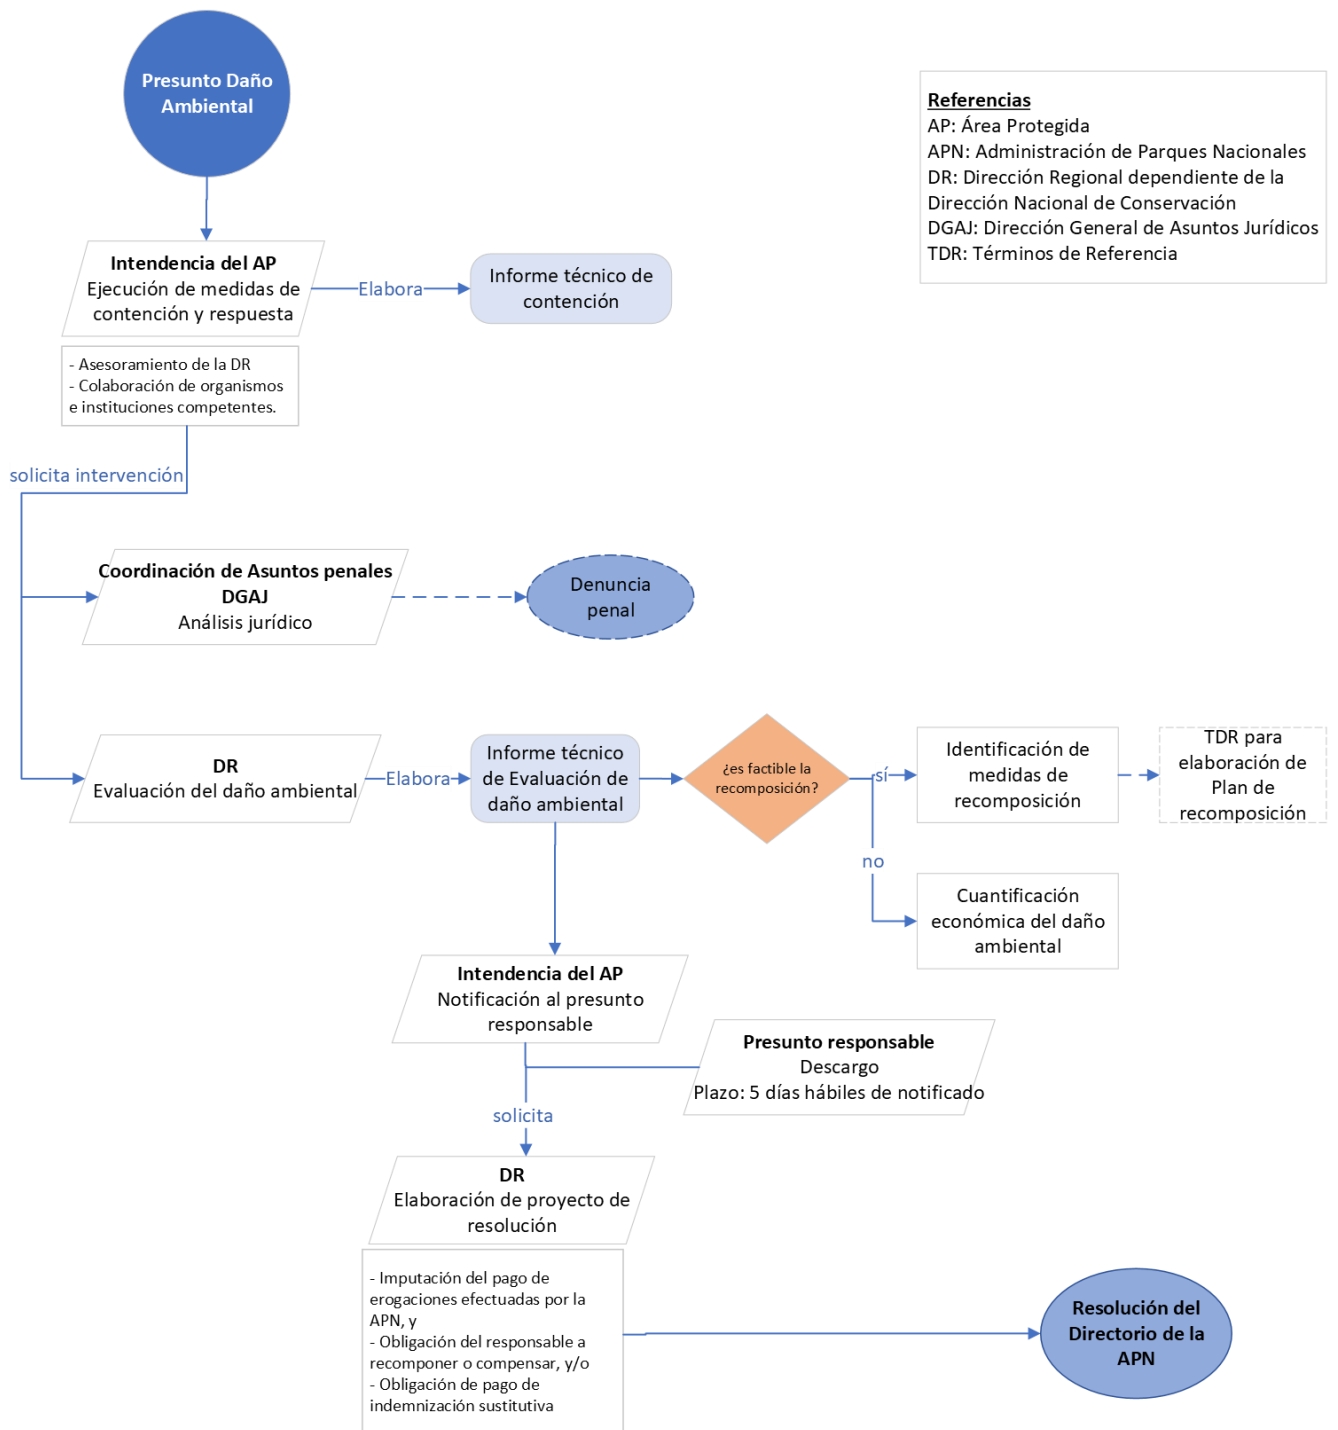 Presunto Daño
Ambiental
Referencias
AP: Área Protegida
APN: Administración de Parques Nacionales
DR: Dirección Regional dependiente de la
Dirección Nacional de Conservación
DGAJ: Dirección General de Asuntos Jurídicos
TDR: Términos de Referencia
Intendencia del AP
Ejecución de medidas de
contención y respuesta
Elabora
Informe técnico de
contención
- Asesoramiento de la DR
- Colaboración de organismos
e instituciones competentes.
solicita intervención
Coordinación de Asuntos penales
DGAJ
Análisis jurídico
Denuncia
penal
DR
Evaluación del daño ambiental
Elabora
Informe técnico
de Evaluación de
daño ambiental
¿es factible la
recomposición?
sí
Identificación de
medidas de
recomposición
TDR para
elaboración de
Plan de
recomposición
no
Cuantificación
económica del daño
ambiental
Intendencia del AP
Notificación al presunto
responsable
Presunto responsable
Descargo
Plazo: 5 días hábiles de notificado
solicita
DR
Elaboración de proyecto de
resolución
- Imputación del pago de
erogaciones efectuadas por la
APN, y
- Obligación del responsable a
recomponer o compensar, y/o
- Obligación de pago de
indemnización sustitutiva
Resolución del
Directorio de la
APN